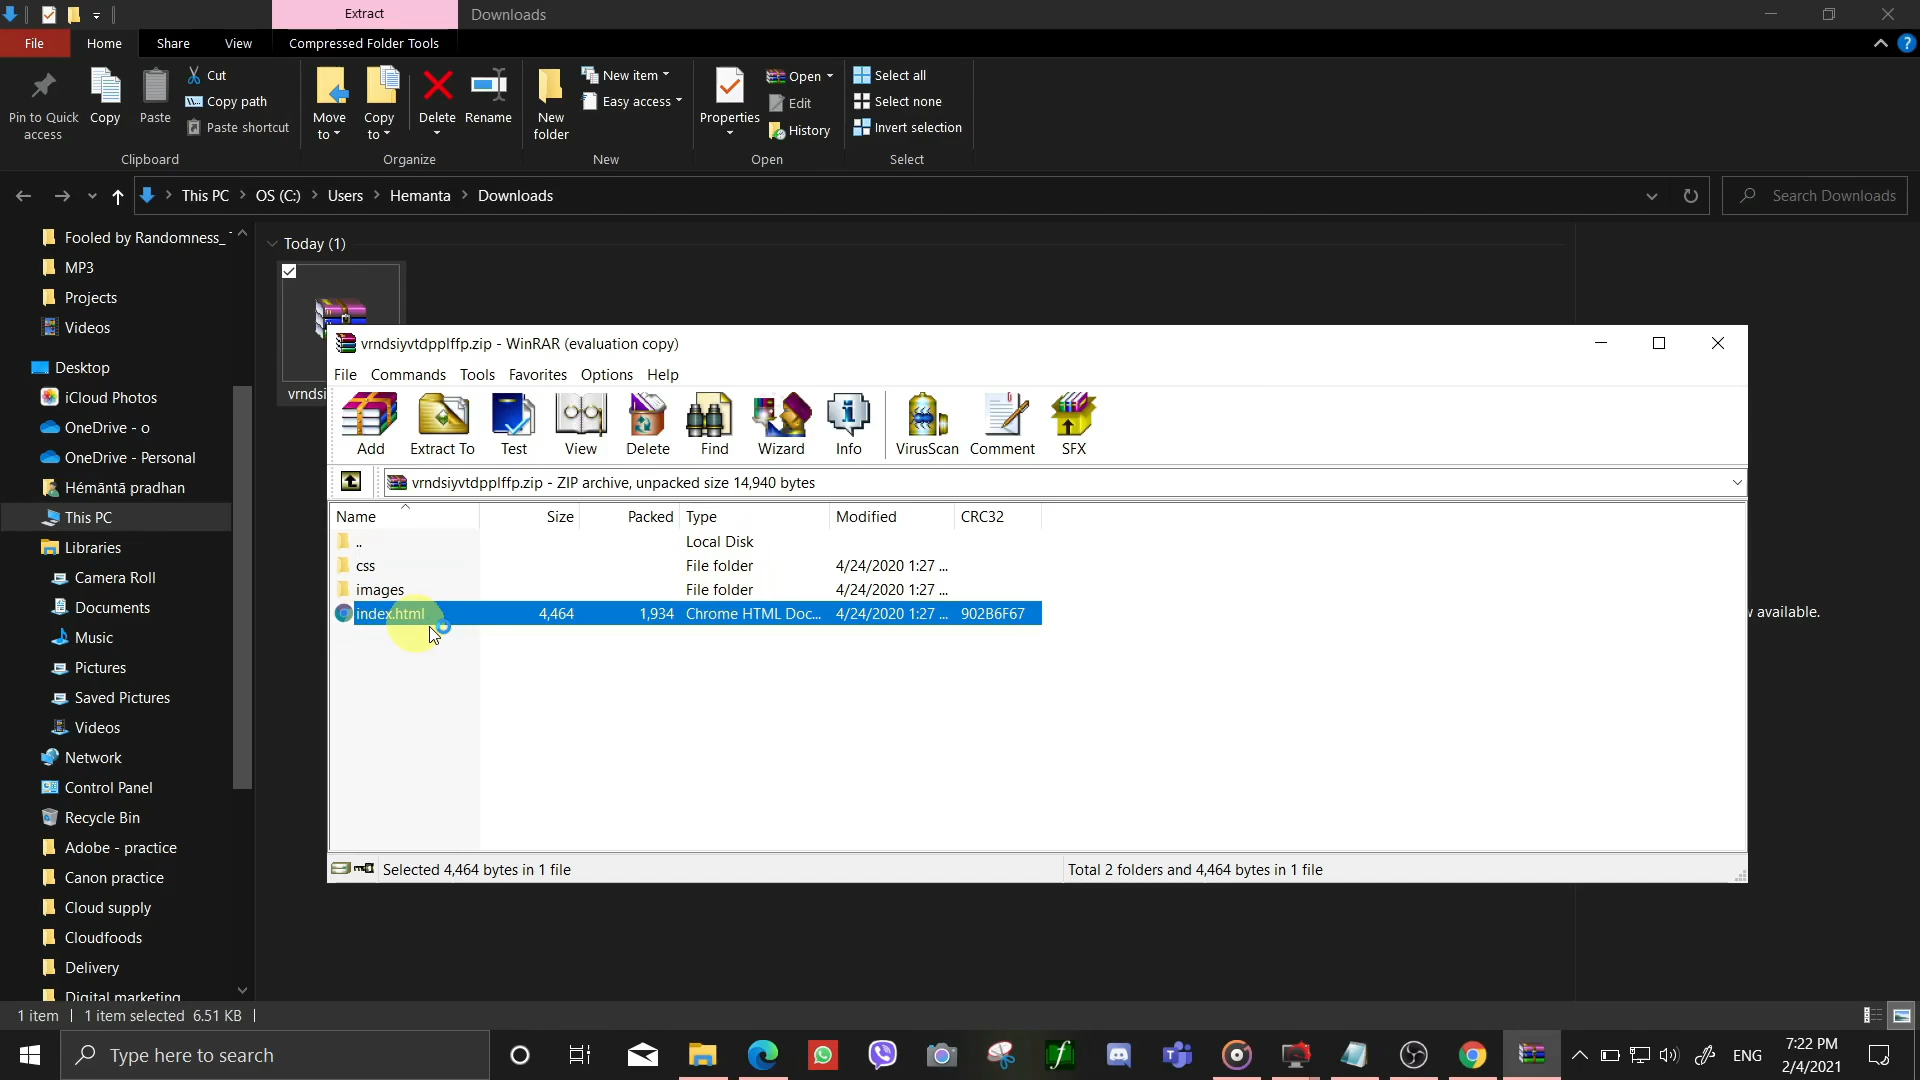 Extract
Downloads
File
Home
Share
View
Compressed Folder Tools
Pin to Quick access
Copy
Paste
Cut
Copy path
Paste shortcut
Clipboard
Move to
Copy to
Delete
Rename
Organize
New folder
New item
Easy access
New
Properties
Open
Edit
History
Open
Select all
Select none
Invert selection
Select
This PC
OS (C:)
Users
Hemanta
Downloads
Search Downloads
Fooled by Randomness_
MP3
Projects
Videos
Desktop
iCloud Photos
OneDrive - o
OneDrive - Personal
Hémāntā pradhan
This PC
Libraries
Camera Roll
Documents
Music
Pictures
Saved Pictures
Videos
Network
Control Panel
Recycle Bin
Adobe - practice
Canon practice
Cloud supply
Cloudfoods
Delivery
Digital marketing
Today (1)
vrndsi
vrndsiyvtdpplffp.zip - WinRAR (evaluation copy)
File Commands Tools Favorites Options Help
Add Extract To Test View Delete Find Wizard Info VirusScan Comment SFX
vrndsiyvtdpplffp.zip - ZIP archive, unpacked size 14,940 bytes
Name Size Packed Type Modified CRC32
.. Local Disk
css File folder 4/24/2020 1:27 ...
images File folder 4/24/2020 1:27 ...
index.html 4,464 1,934 Chrome HTML Doc... 4/24/2020 1:27 ... 902B6F67
Selected 4,464 bytes in 1 file
Total 2 folders and 4,464 bytes in 1 file
available.
1 item
1 item selected 6.51 KB
Type here to search
ENG
7:22 PM
2/4/2021